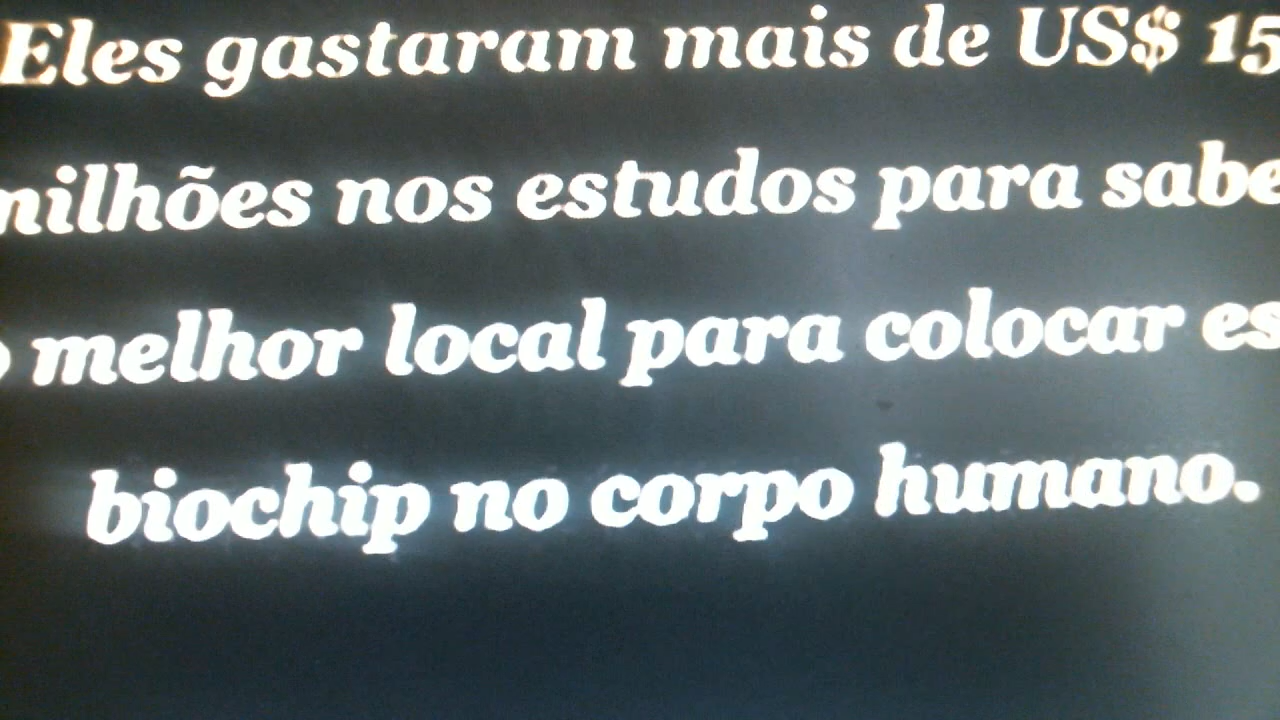 Eles gastaram mais de US$ 15
milhões nos estudos para sabe
o melhor local para colocar es
biochip no corpo humano.